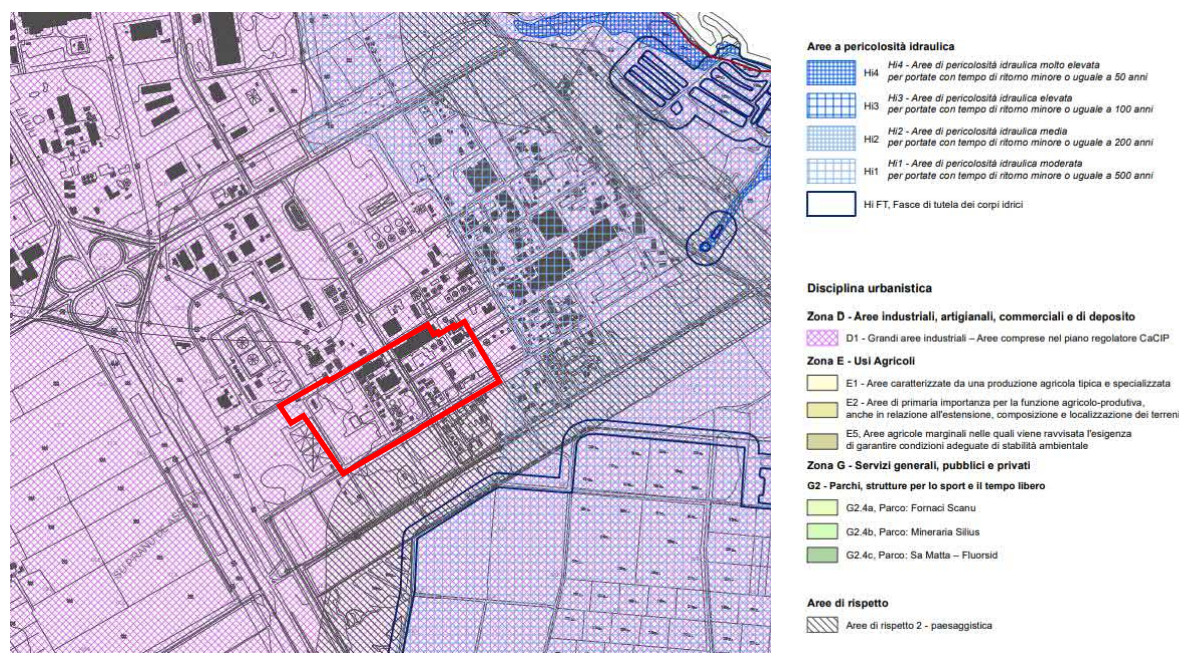 Aree a pericolosità idraulica
Hi4
Hi4 - Aree di pericolosità idraulica molto elevata
per portate con tempo di ritorno minore o uguale a 50 anni
Hi3
Hi3 - Aree di pericolosità idraulica elevata
per portate con tempo di ritorno minore o uguale a 100 anni
Hi2
Hi2 - Aree di pericolosità idraulica media
per portate con tempo di ritorno minore o uguale a 200 anni
Hi1
Hi1 - Aree di pericolosità idraulica moderata
per portate con tempo di ritorno minore o uguale a 500 anni
Hi FT, Fasce di tutela dei corpi idrici
Disciplina urbanistica
Zona D - Aree industriali, artigianali, commerciali e di deposito
D1 - Grandi aree industriali – Aree comprese nel piano regolatore CaCIP
Zona E - Usi Agricoli
E1 - Aree caratterizzate da una produzione agricola tipica e specializzata
E2 - Aree di primaria importanza per la funzione agricolo-produtiva,
anche in relazione all'estensione, composizione e localizzazione dei terreni
E5, Aree agricole marginali nelle quali viene ravvisata l'esigenza
di garantire condizioni adeguate di stabilità ambientale
Zona G - Servizi generali, pubblici e privati
G2 - Parchi, strutture per lo sport e il tempo libero
G2.4a, Parco: Fornaci Scanu
G2.4b, Parco: Mineraria Silius
G2.4c, Parco: Sa Matta – Fluorsid
Aree di rispetto
Aree di rispetto 2 - paesaggistica